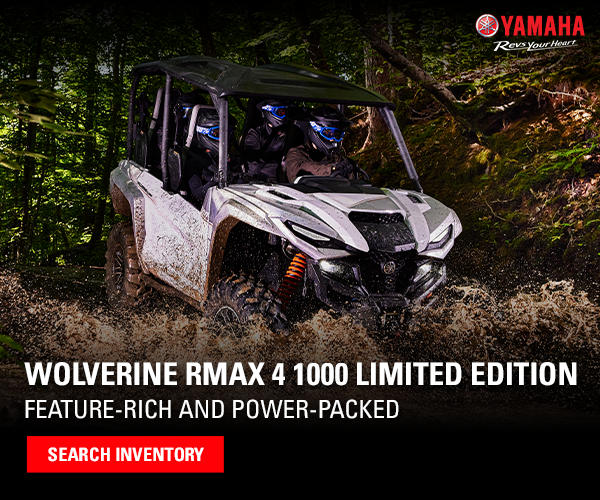 YAMAHA
Revs Your Heart
WOLVERINE RMAX 4 1000 LIMITED EDITION
FEATURE-RICH AND POWER-PACKED
SEARCH INVENTORY